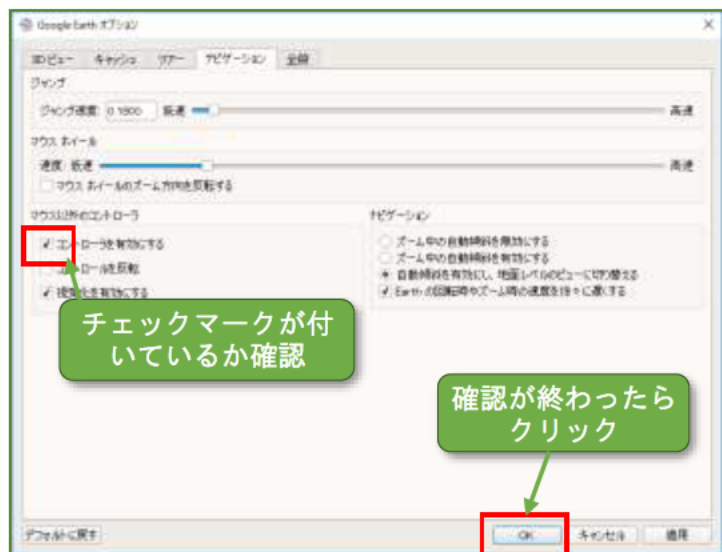 Google Earth オプション
3Dビュー キャッシュ ツアー ナビゲーション 全般
ジャンプ
ジャンプ速度: 0.1800 低速 高速
マウス ホイール
速度: 低速 高速
マウス ホイールのズーム方向を反転する
マウス以外のコントローラ
ナビゲーション
コントローラを有効にする
コントロールを反転
視覚化を有効にする
ズーム中の自動傾斜を無効にする
ズーム中の自動傾斜を有効にする
自動傾斜を有効にし、地面レベルのビューに切り替える
Earth の回転時やズーム時の速度を徐々に遅くする
チェックマークが付
いているか確認
確認が終わったら
クリック
デフォルトに戻す OK キャンセル 適用